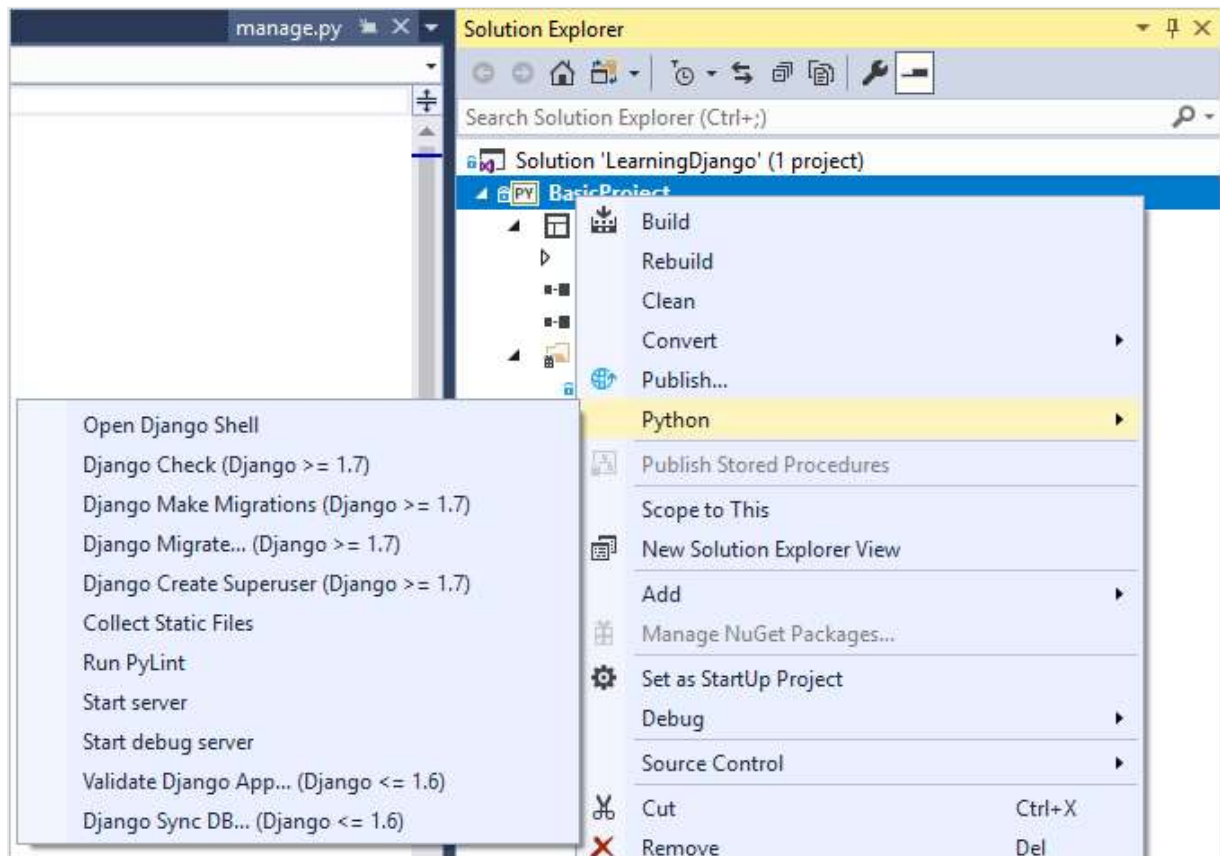 manage.py
Solution Explorer
Search Solution Explorer (Ctrl+;)
Solution 'LearningDjango' (1 project)
PY BasicProject
Build
Rebuild
Clean
Convert
Publish...
Python
Publish Stored Procedures
Scope to This
New Solution Explorer View
Add
Manage NuGet Packages...
Set as StartUp Project
Debug
Source Control
Cut Ctrl+X
Remove Del
Open Django Shell
Django Check (Django >= 1.7)
Django Make Migrations (Django >= 1.7)
Django Migrate... (Django >= 1.7)
Django Create Superuser (Django >= 1.7)
Collect Static Files
Run PyLint
Start server
Start debug server
Validate Django App... (Django <= 1.6)
Django Sync DB... (Django <= 1.6)